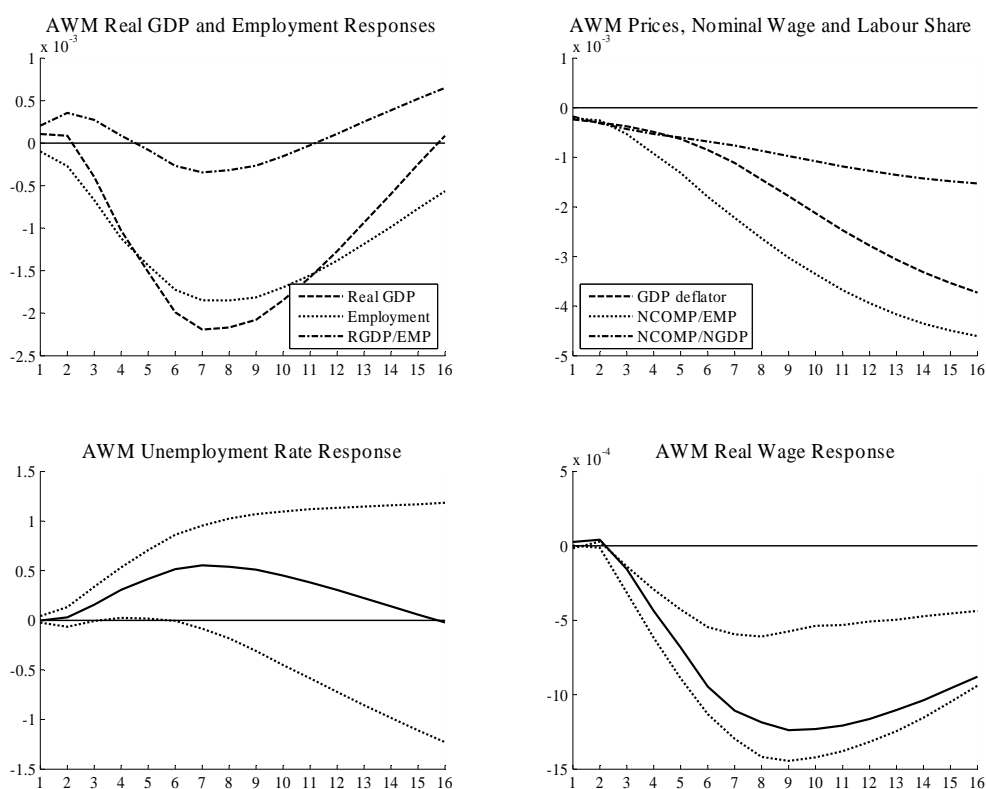 AWM Real GDP and Employment Responses
x 10⁻³
1
0.5
0
-0.5
-1
-1.5
-2
-2.5
1 2 3 4 5 6 7 8 9 10 11 12 13 14 15 16
Real GDP
Employment
RGDP/EMP
AWM Prices, Nominal Wage and Labour Share
x 10⁻³
1
0
-1
-2
-3
-4
-5
1 2 3 4 5 6 7 8 9 10 11 12 13 14 15 16
GDP deflator
NCOMP/EMP
NCOMP/NGDP
AWM Unemployment Rate Response
1.5
1
0.5
0
-0.5
-1
-1.5
1 2 3 4 5 6 7 8 9 10 11 12 13 14 15 16
AWM Real Wage Response
x 10⁻⁴
5
0
-5
-10
-15
1 2 3 4 5 6 7 8 9 10 11 12 13 14 15 16